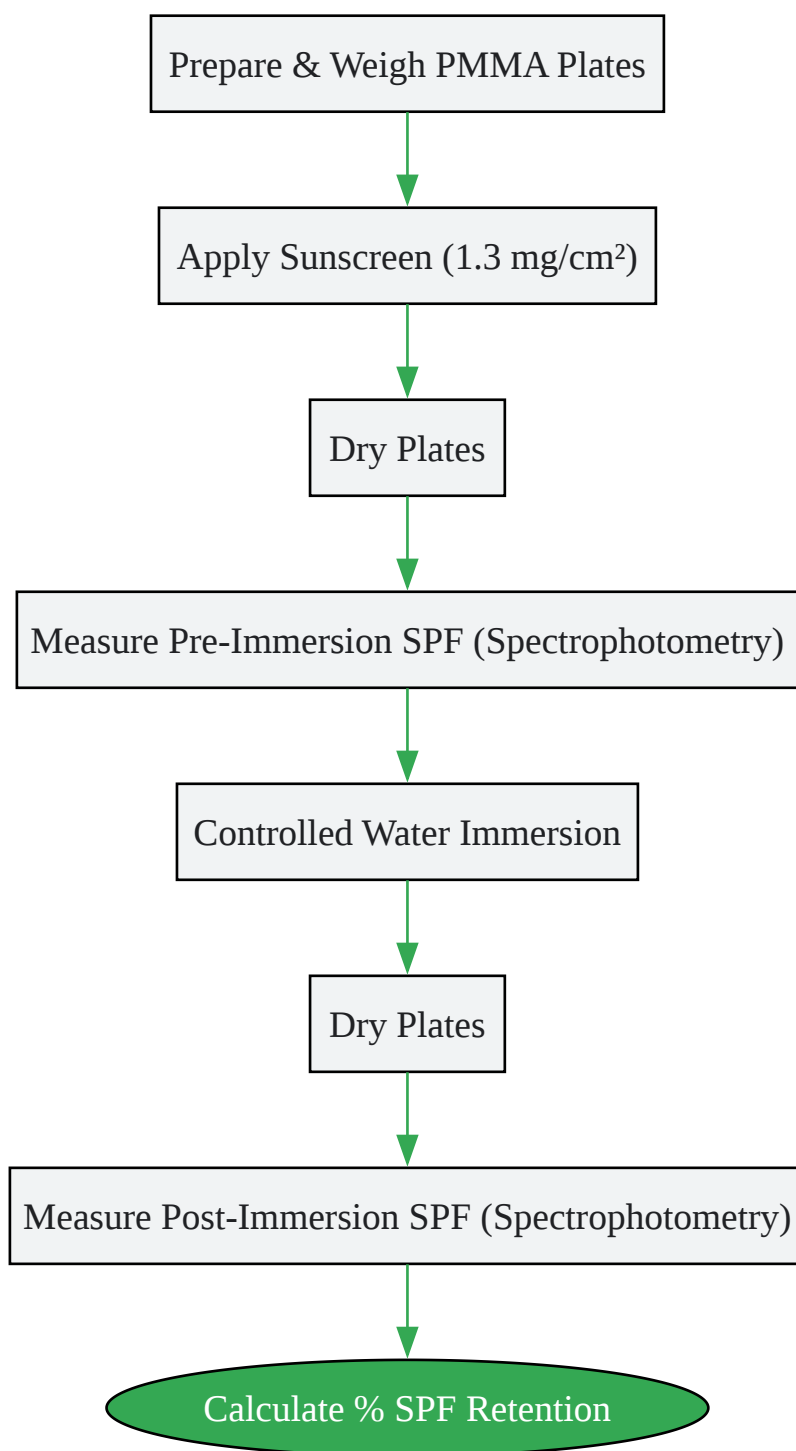 Prepare & Weigh PMMA Plates
Apply Sunscreen (1.3 mg/cm²)
Dry Plates
Measure Pre-Immersion SPF (Spectrophotometry)
Controlled Water Immersion
Dry Plates
Measure Post-Immersion SPF (Spectrophotometry)
Calculate % SPF Retention